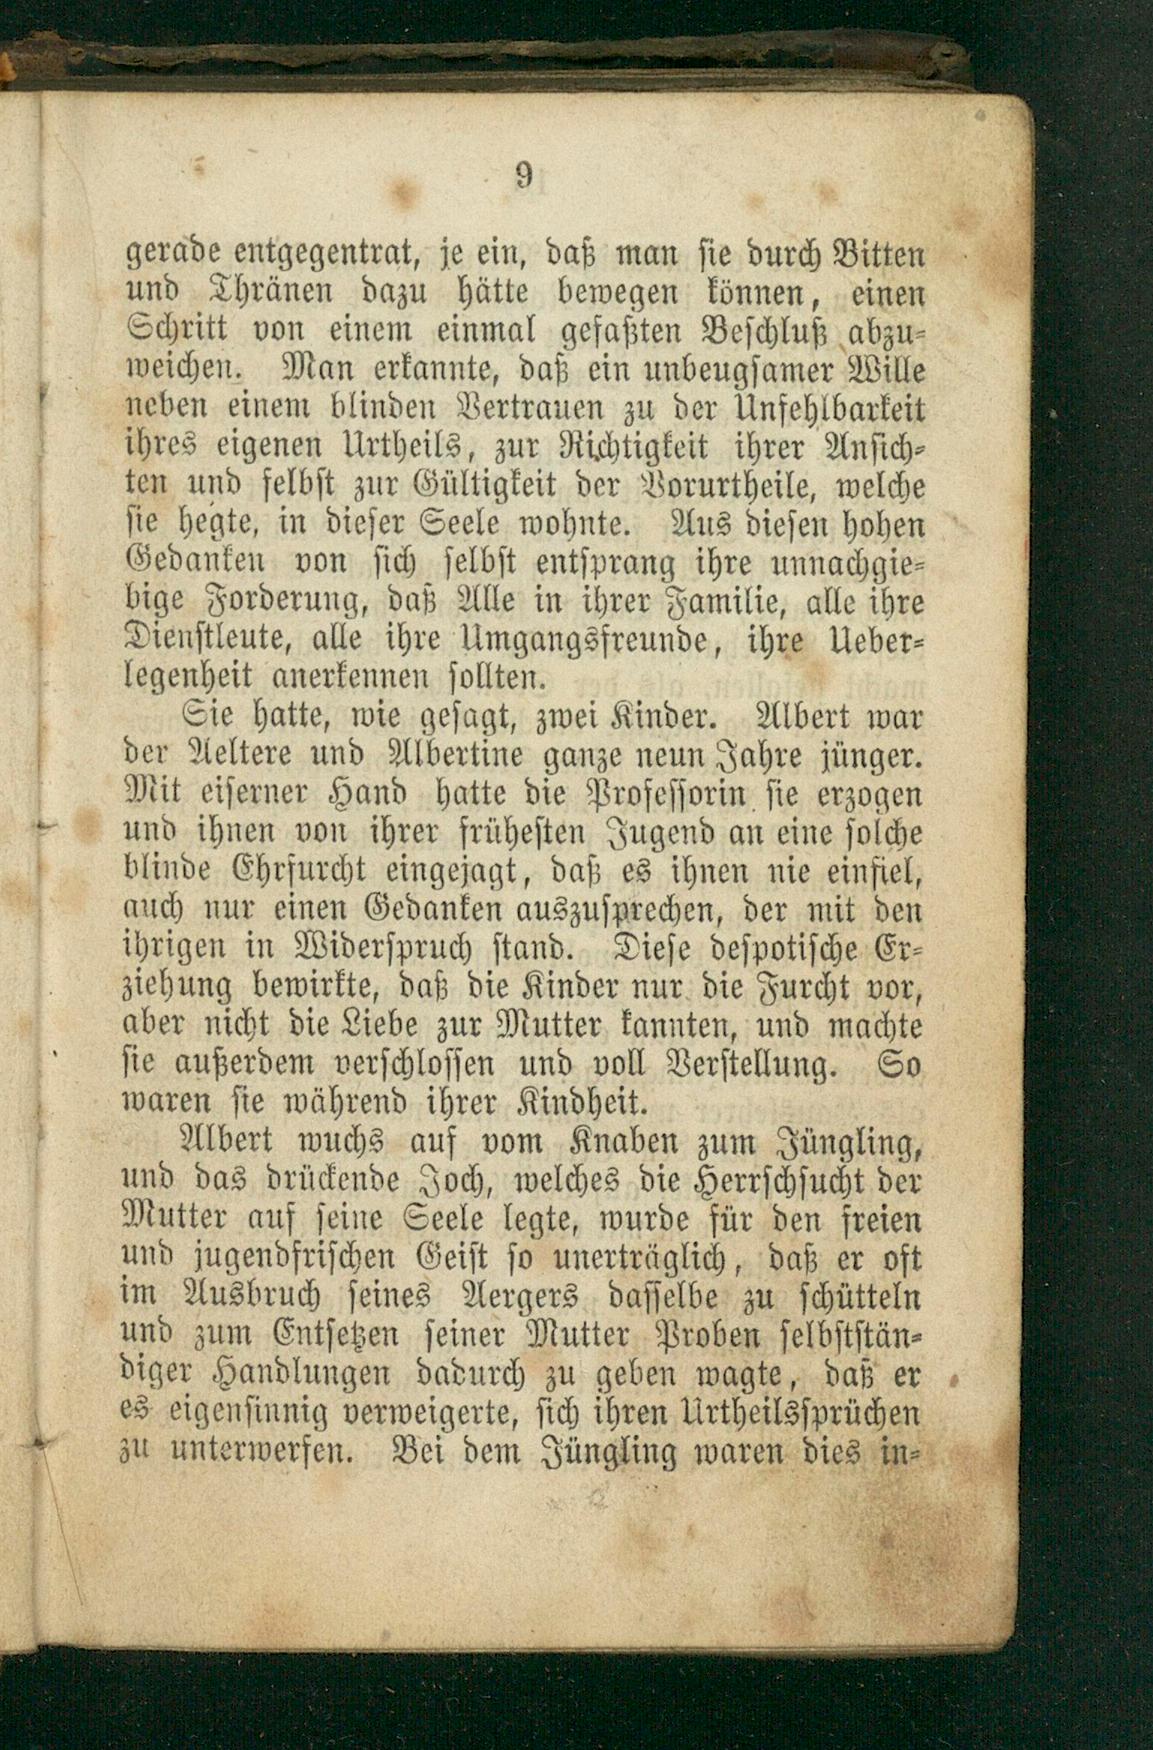 9
gerade entgegentrat, je ein, daß man sie durch Bitten
und Thränen dazu hätte bewegen können, einen
Schritt von einem einmal gefaßten Beschluß abzu-
weichen. Man erkannte, daß ein unbeugsamer Wille
neben einem blinden Vertrauen zu der Unfehlbarkeit
ihres eigenen Urtheils, zur Richtigkeit ihrer Ansich-
ten und selbst zur Gültigkeit der Vorurtheile, welche
sie hegte, in dieser Seele wohnte. Aus diesen hohen
Gedanken von sich selbst entsprang ihre unnachgie-
bige Forderung, daß Alle in ihrer Familie, alle ihre
Dienstleute, alle ihre Umgangsfreunde, ihre Ueber-
legenheit anerkennen sollten.
Sie hatte, wie gesagt, zwei Kinder. Albert war
der Aeltere und Albertine ganze neun Jahre jünger.
Mit eiserner Hand hatte die Professorin sie erzogen
und ihnen von ihrer frühesten Jugend an eine solche
blinde Ehrfurcht eingejagt, daß es ihnen nie einfiel,
auch nur einen Gedanken auszusprechen, der mit den
ihrigen in Widerspruch stand. Diese despotische Er-
ziehung bewirkte, daß die Kinder nur die Furcht vor,
aber nicht die Liebe zur Mutter kannten, und machte
sie außerdem verschlossen und voll Verstellung. So
waren sie während ihrer Kindheit.
Albert wuchs auf vom Knaben zum Jüngling,
und das drückende Joch, welches die Herrschsucht der
Mutter auf seine Seele legte, wurde für den freien
und jugendfrischen Geist so unerträglich, daß er oft
im Ausbruch seines Aergers dasselbe zu schütteln
und zum Entsetzen seiner Mutter Proben selbststän-
diger Handlungen dadurch zu geben wagte, daß er
es eigensinnig verweigerte, sich ihren Urtheilssprüchen
zu unterwerfen. Bei dem Jüngling waren dies in-